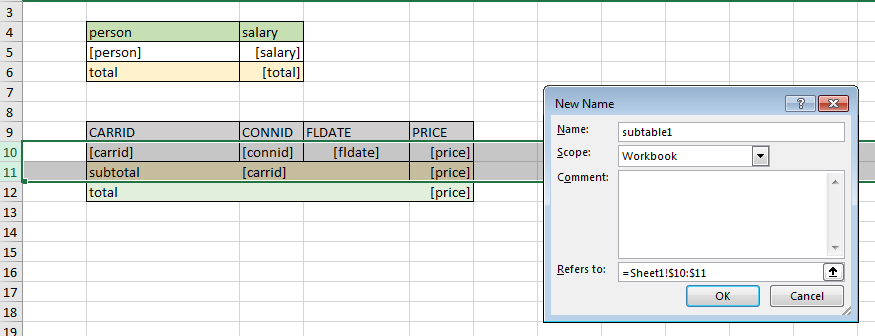 3
4 person salary
5 [person] [salary]
6 total [total]
7
8
9 CARRID CONNID FLDATE PRICE
10 [carrid] [connid] [fldate] [price]
11 subtotal [carrid] [price]
12 total [price]
13
14
15
16
17
18
19
New Name
Name: subtable1
Scope: Workbook
Comment:
Refers to: =Sheet1!$10:$11
OK Cancel